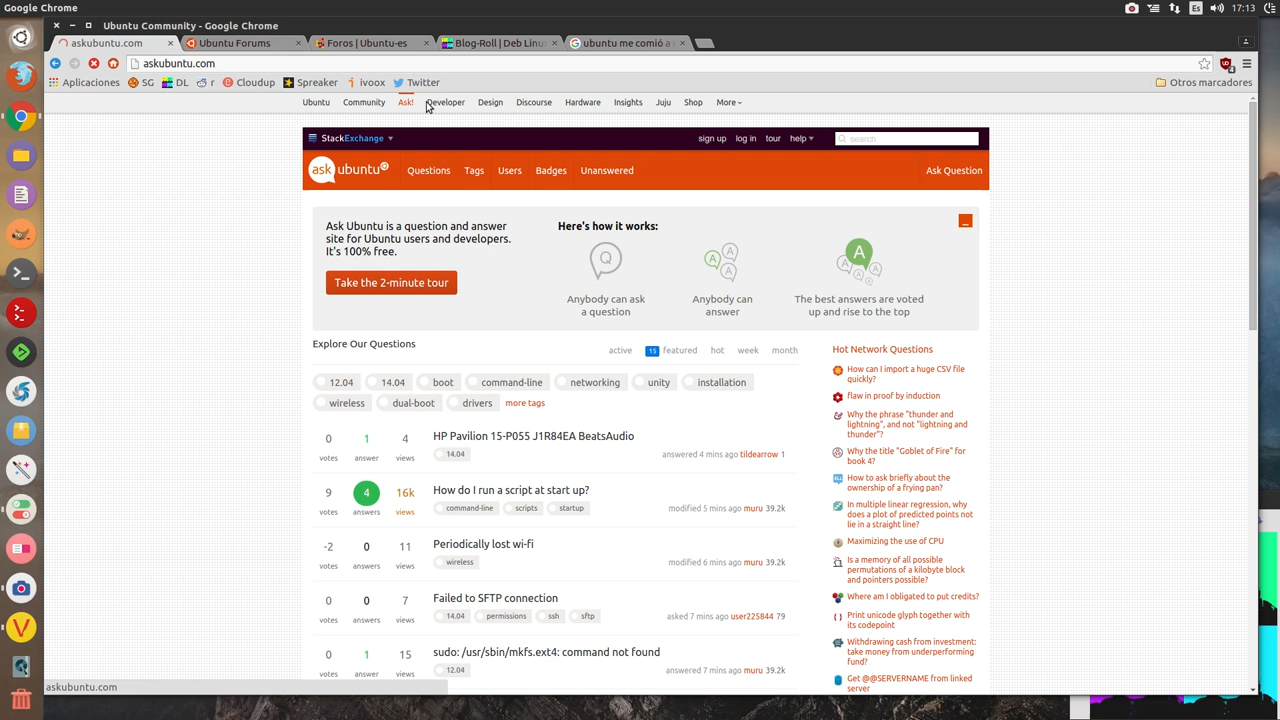 Google Chrome
Es 17:13
Ubuntu Community - Google Chrome
askubuntu.com
Ubuntu Forums
Foros | Ubuntu-es
Blog-Roll | Deb Linu
ubuntu me comió a
askubuntu.com
Aplicaciones SG DL r Cloudup Spreaker ivoox Twitter Otros marcadores
Ubuntu Community Ask! Developer Design Discourse Hardware Insights Juju Shop More
StackExchange sign up log in tour help search
ask ubuntu Questions Tags Users Badges Unanswered Ask Question
Ask Ubuntu is a question and answer
site for Ubuntu users and developers.
It's 100% free.
Take the 2-minute tour
Here's how it works:
Q
A A A
A A A A A
Anybody can ask
a question
Anybody can
answer
The best answers are voted
up and rise to the top
Explore Our Questions
active 15 featured hot week month
12.04 14.04 boot command-line networking unity installation
wireless dual-boot drivers more tags
0 votes 1 answer 4 views
HP Pavilion 15-P055 J1R84EA BeatsAudio
14.04
answered 4 mins ago tildearrow 1
9 votes 4 answers 16k views
How do I run a script at start up?
command-line scripts startup
modified 5 mins ago muru 39.2k
-2 votes 0 answers 11 views
Periodically lost wi-fi
wireless
modified 6 mins ago muru 39.2k
0 votes 0 answers 7 views
Failed to SFTP connection
14.04 permissions ssh sftp
asked 7 mins ago user225844 79
0 votes 1 answer 15 views
sudo: /usr/sbin/mkfs.ext4: command not found
12.04
answered 7 mins ago muru 39.2k
Hot Network Questions
How can I import a huge CSV file
quickly?
flaw in proof by induction
Why the phrase "thunder and
lightning", and not "lightning and
thunder"?
Why the title "Goblet of Fire" for
book 4?
How to ask briefly about the
ownership of a frying pan?
In multiple linear regression, why
does a plot of predicted points not
lie in a straight line?
Maximizing the use of CPU
Is a memory of all possible
permutations of a kilobyte block
and pointers possible?
Where am I obligated to put credits?
Print unicode glyph together with
its codepoint
Withdrawing cash from investment:
take money from underperforming
fund?
Get @@SERVERNAME from linked
server
askubuntu.com